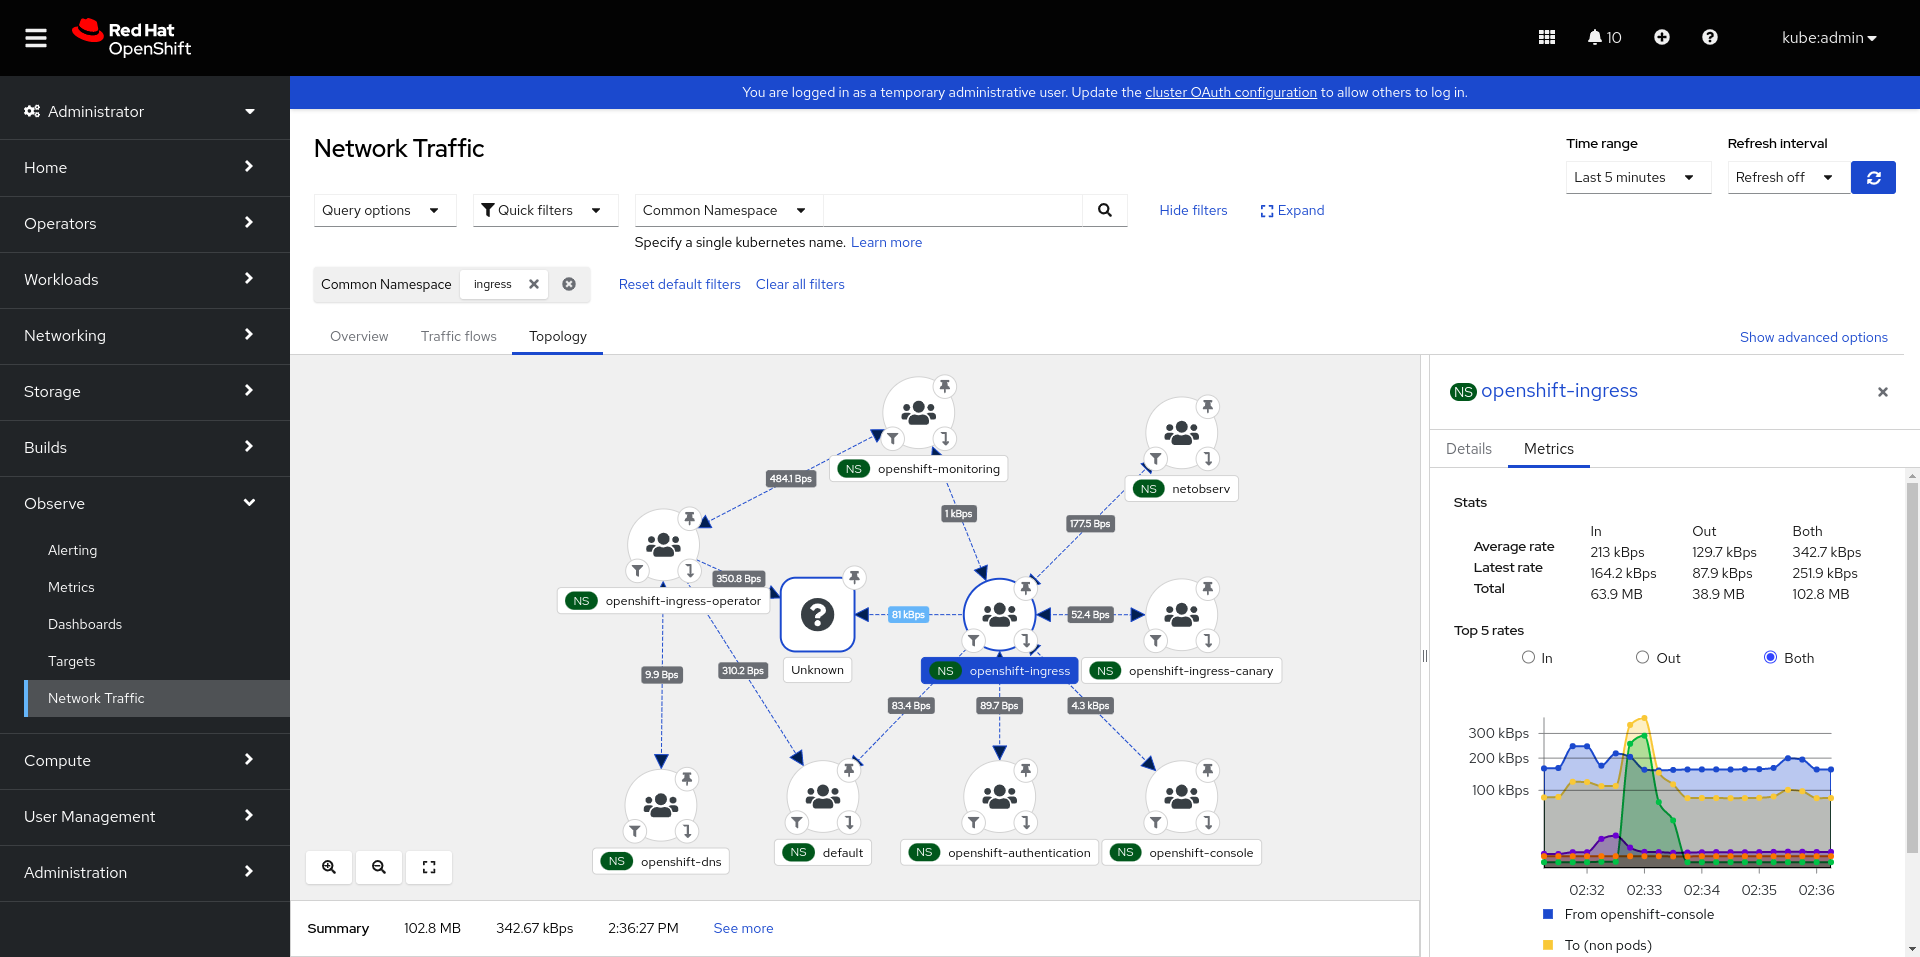 Red Hat
OpenShift
10
kube:admin
You are logged in as a temporary administrative user. Update the cluster OAuth configuration to allow others to log in.
Administrator
Home
Operators
Workloads
Networking
Storage
Builds
Observe
Alerting
Metrics
Dashboards
Targets
Network Traffic
Compute
User Management
Administration
Network Traffic
Time range
Refresh interval
Last 5 minutes
Refresh off
Query options
Quick filters
Common Namespace
Hide filters
Expand
Specify a single kubernetes name. Learn more
Common Namespace
ingress
Reset default filters
Clear all filters
Overview
Traffic flows
Topology
Show advanced options
NS openshift-monitoring
NS netobserv
484.1 Bps
1 kBps
177.5 Bps
350.8 Bps
NS openshift-ingress-operator
81 kBps
52.4 Bps
Unknown
NS openshift-ingress
NS openshift-ingress-canary
9.9 Bps
310.2 Bps
83.4 Bps
89.7 Bps
4.3 kBps
NS openshift-dns
NS default
NS openshift-authentication
NS openshift-console
Summary
102.8 MB
342.67 kBps
2:36:27 PM
See more
NS openshift-ingress
Details
Metrics
Stats
In Out Both
Average rate 213 kBps 129.7 kBps 342.7 kBps
Latest rate 164.2 kBps 87.9 kBps 251.9 kBps
Total 63.9 MB 38.9 MB 102.8 MB
Top 5 rates
In
Out
Both
300 kBps
200 kBps
100 kBps
02:32 02:33 02:34 02:35 02:36
From openshift-console
To (non pods)